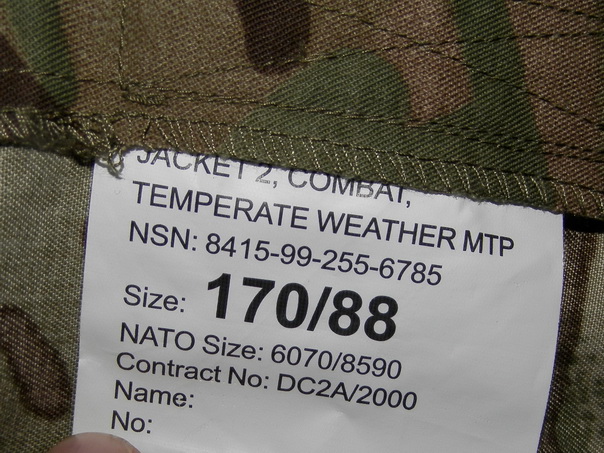 JACKET 2, COMBAT,
TEMPERATE WEATHER MTP
NSN: 8415-99-255-6785
Size: 170/88
NATO Size: 6070/8590
Contract No: DC2A/2000
Name:
No: